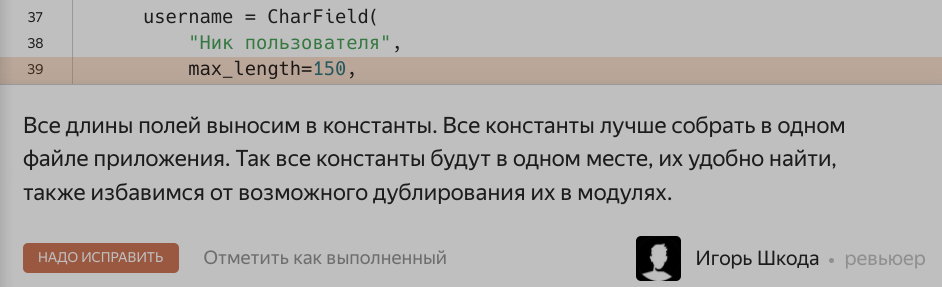 37 username = CharField(
38 "Ник пользователя",
39 max_length=150,
Все длины полей выносим в константы. Все константы лучше собрать в одном
файле приложения. Так все константы будут в одном месте, их удобно найти,
также избавимся от возможного дублирования их в модулях.
НАДО ИСПРАВИТЬ Отметить как выполненный Игорь Шкода • ревьюер